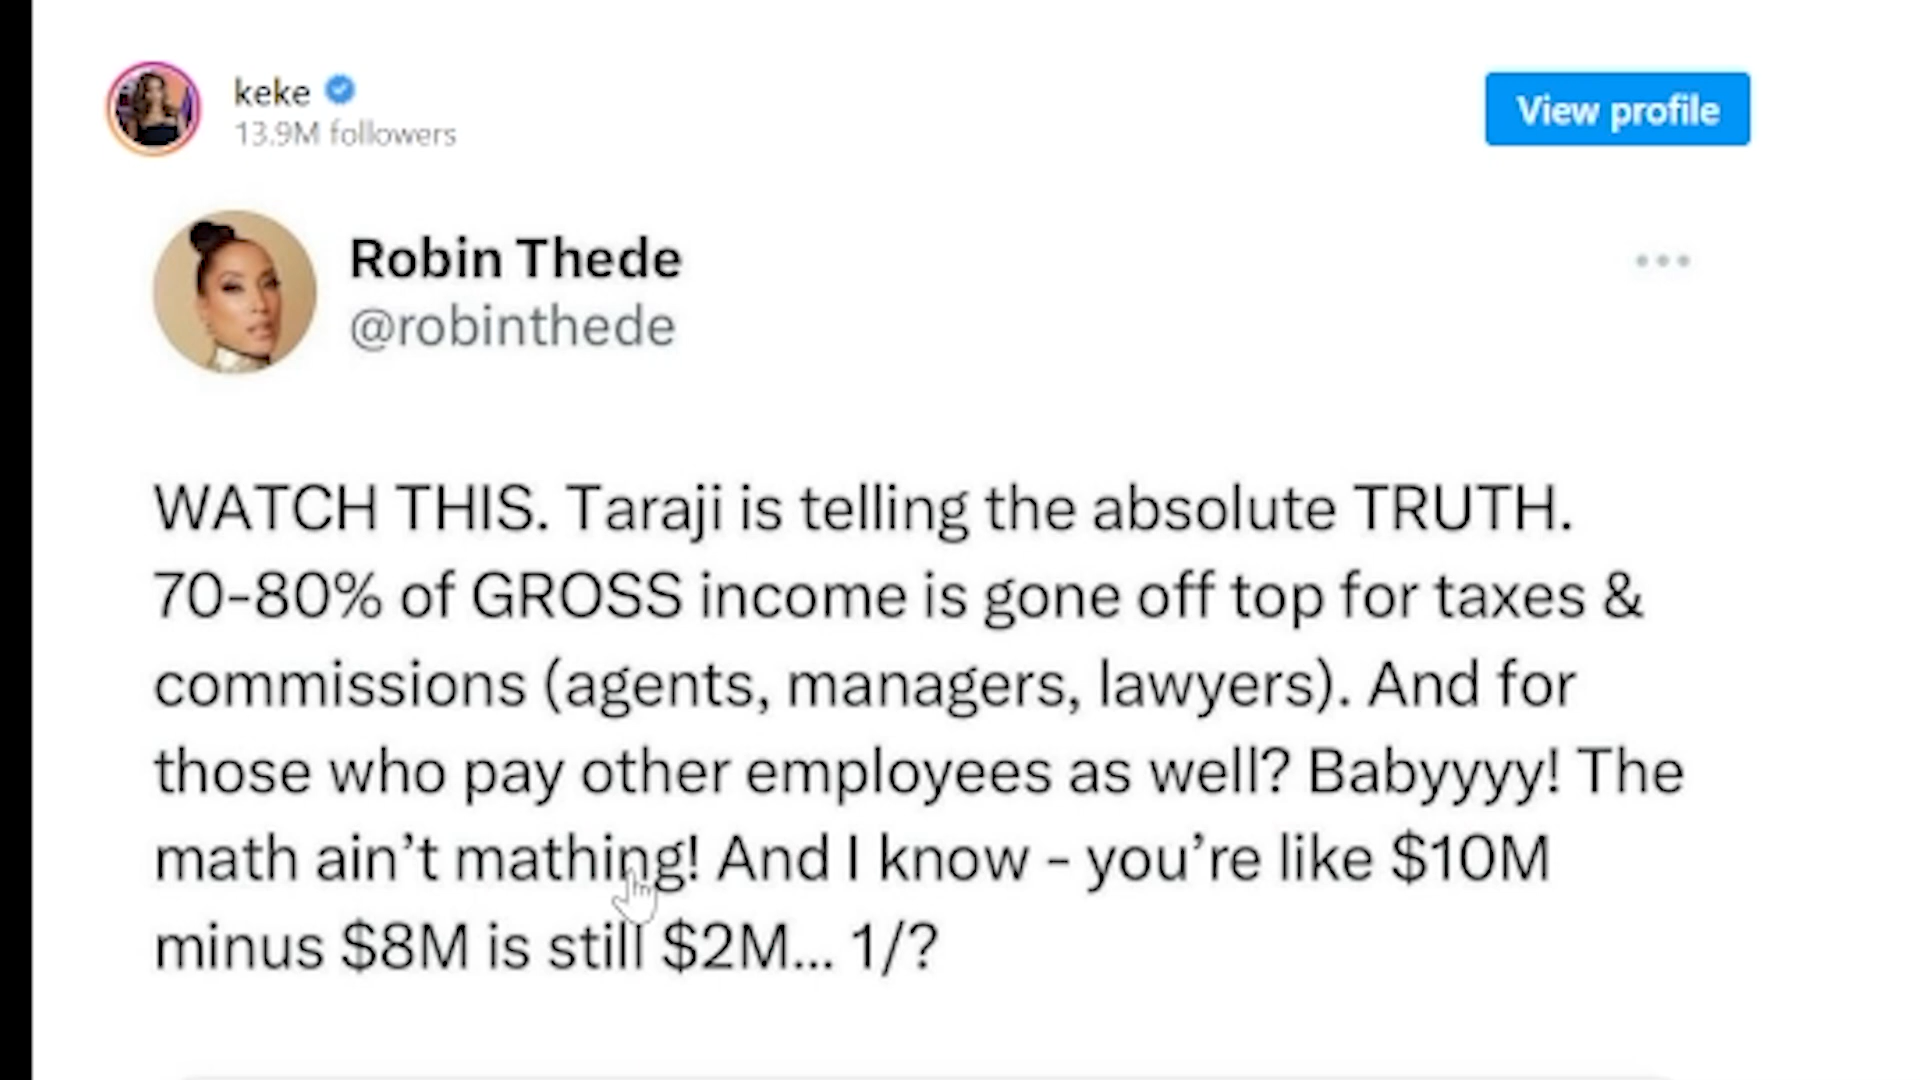 keke
13.9M followers
View profile
Robin Thede
@robinthede
WATCH THIS. Taraji is telling the absolute TRUTH.
70-80% of GROSS income is gone off top for taxes &
commissions (agents, managers, lawyers). And for
those who pay other employees as well? Babyyyy! The
math ain’t mathing! And I know - you’re like $10M
minus $8M is still $2M... 1/?